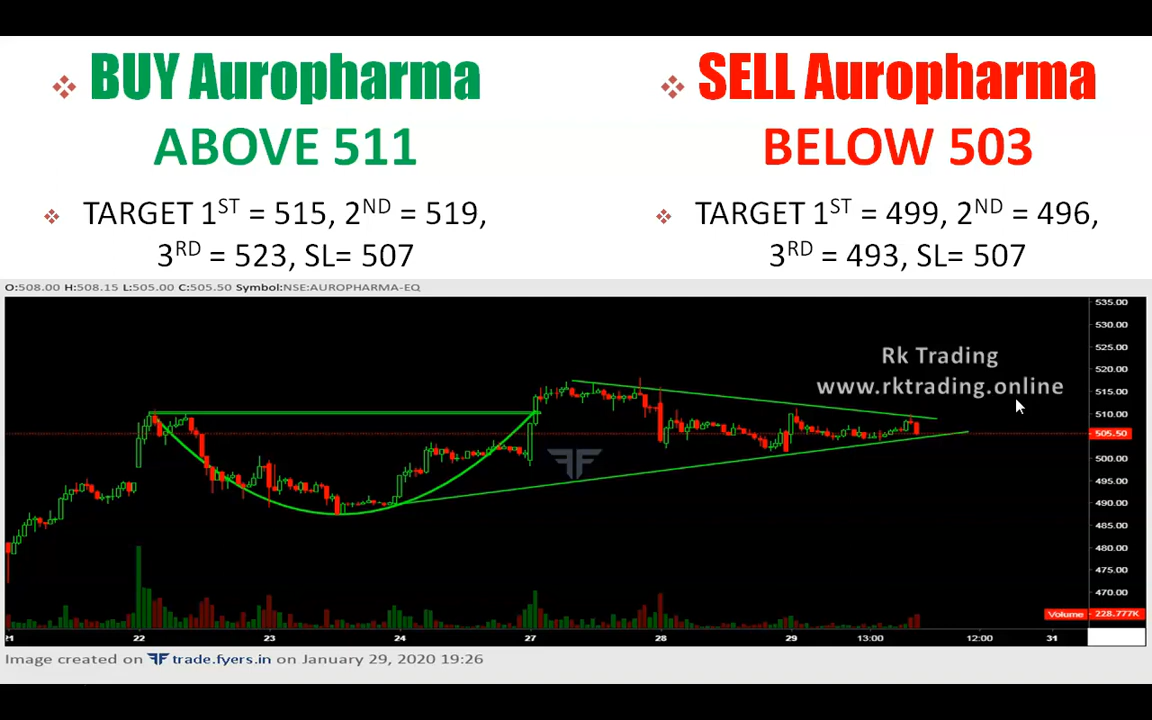 ❖ BUY Auropharma
ABOVE 511
❖ TARGET 1ST = 515, 2ND = 519,
3RD = 523, SL= 507
❖ SELL Auropharma
BELOW 503
❖ TARGET 1ST = 499, 2ND = 496,
3RD = 493, SL= 507
O:508.00 H:508.15 L:505.00 C:505.50 Symbol:NSE:AUROPHARMA-EQ
Rk Trading
www.rktrading.online
535.00
530.00
525.00
520.00
515.00
510.00
505.50
500.00
495.00
490.00
485.00
480.00
475.00
470.00
Volume 228.777K
21 22 23 24 27 28 29 13:00 12:00 31
Image created on trade.fyers.in on January 29, 2020 19:26